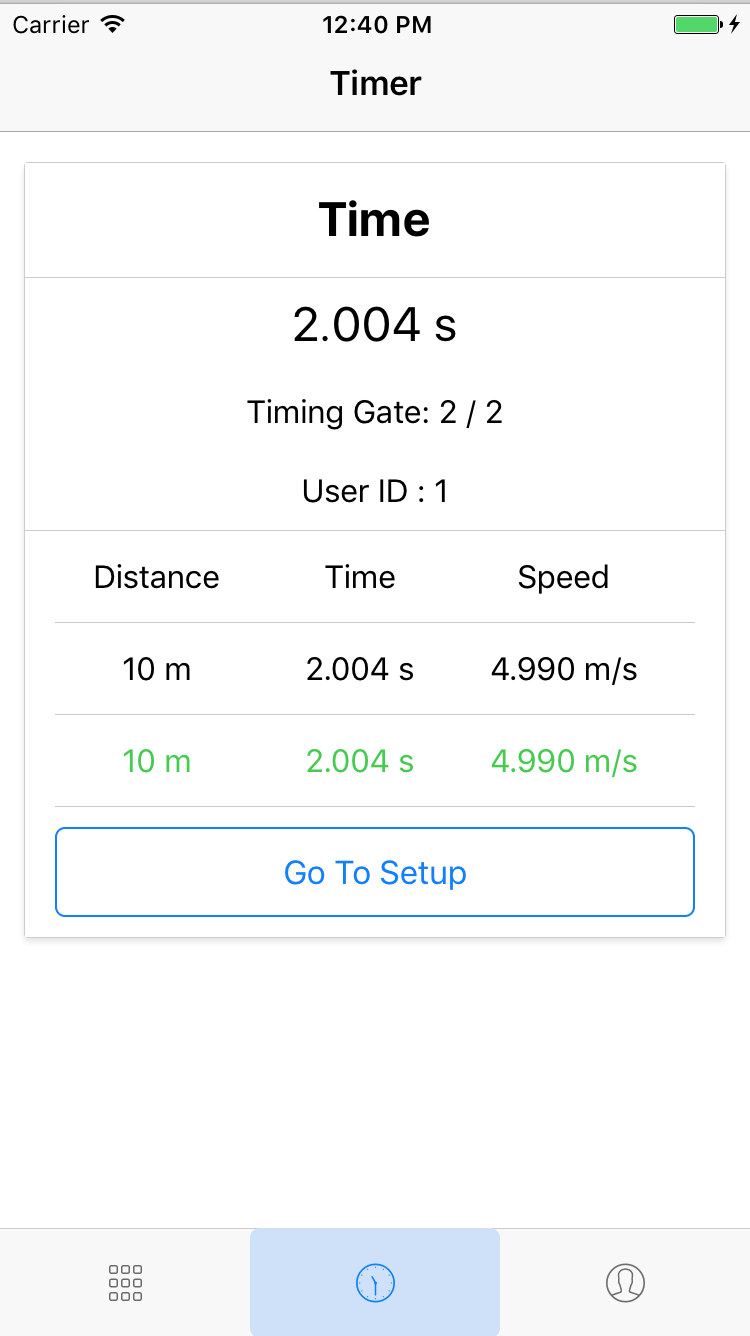 Carrier 12:40 PM
Timer
Time
2.004 s
Timing Gate: 2 / 2
User ID : 1
Distance Time Speed
10 m 2.004 s 4.990 m/s
10 m 2.004 s 4.990 m/s
Go To Setup